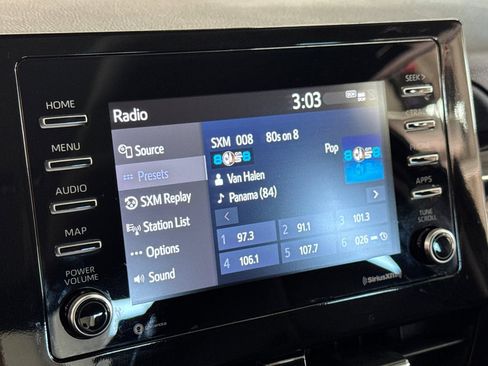 Radio 3:03
HOME
MENU
AUDIO
MAP
POWER
VOLUME
Source
Presets
SXM Replay
Station List
Options
Sound
SXM 008 80s on 8
Pop
Van Halen
Panama (84)
1 97.3 2 91.1 3 101.3
4 106.1 5 107.7 6 026
SEEK >
APPS
TUNE
SCROLL
SiriusXM